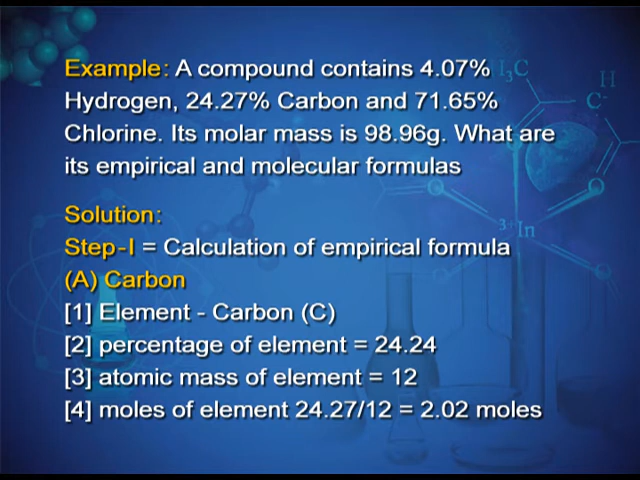 Example: A compound contains 4.07%
Hydrogen, 24.27% Carbon and 71.65%
Chlorine. Its molar mass is 98.96g. What are
its empirical and molecular formulas
Solution:
Step-I = Calculation of empirical formula
(A) Carbon
[1] Element - Carbon (C)
[2] percentage of element = 24.24
[3] atomic mass of element = 12
[4] moles of element 24.27/12 = 2.02 moles
I₃C
H
C
3+In